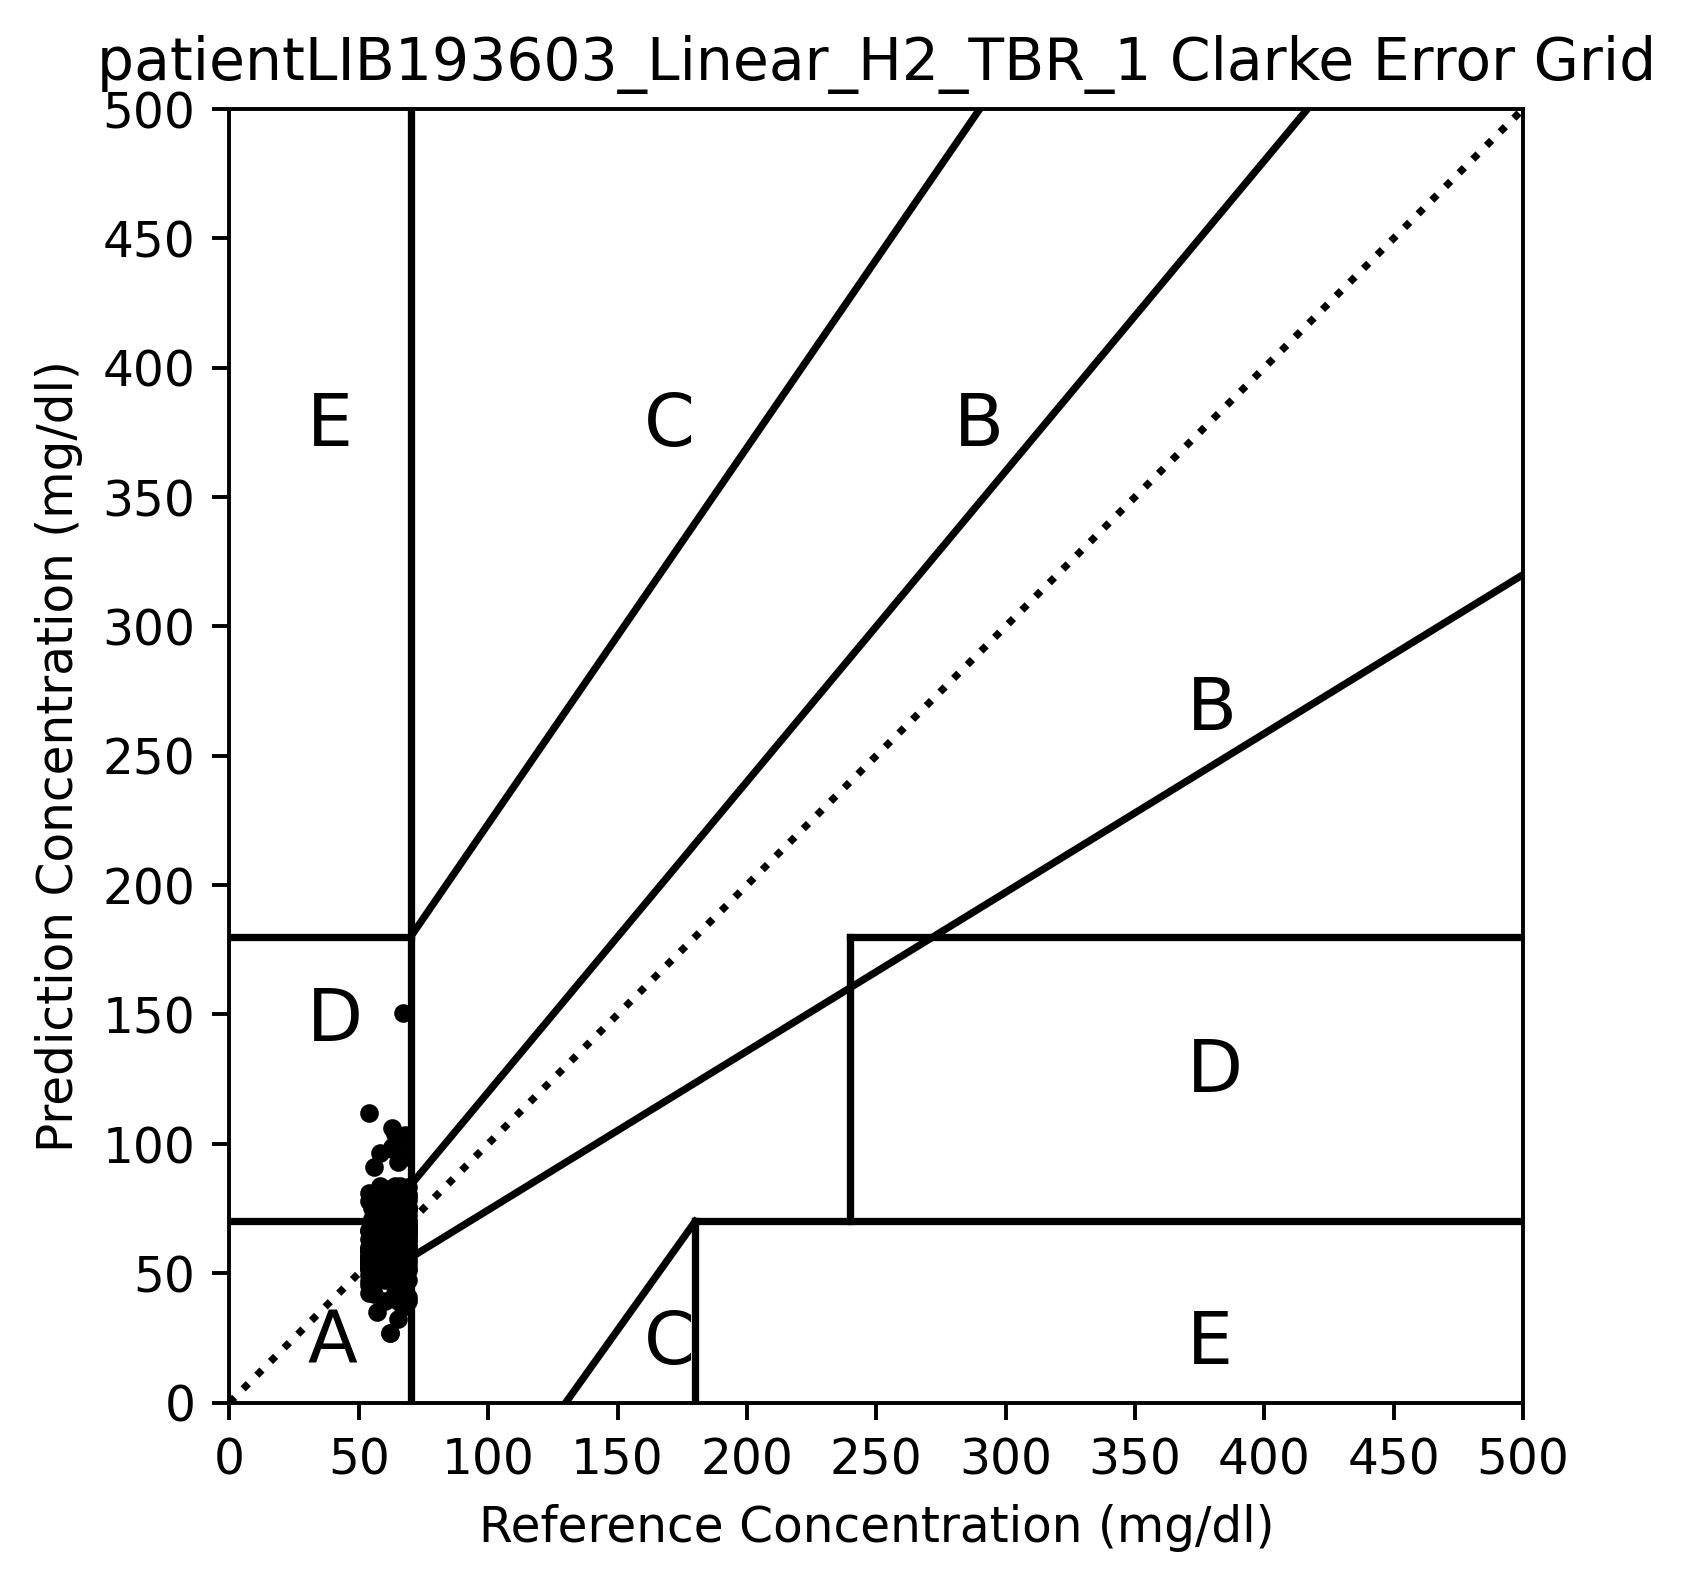 patientLIB193603_Linear_H2_TBR_1 Clarke Error Grid
500
450
400
350
300
250
200
150
100
50
0
Prediction Concentration (mg/dl)
E
C
B
B
D
D
A
C
E
0 50 100 150 200 250 300 350 400 450 500
Reference Concentration (mg/dl)